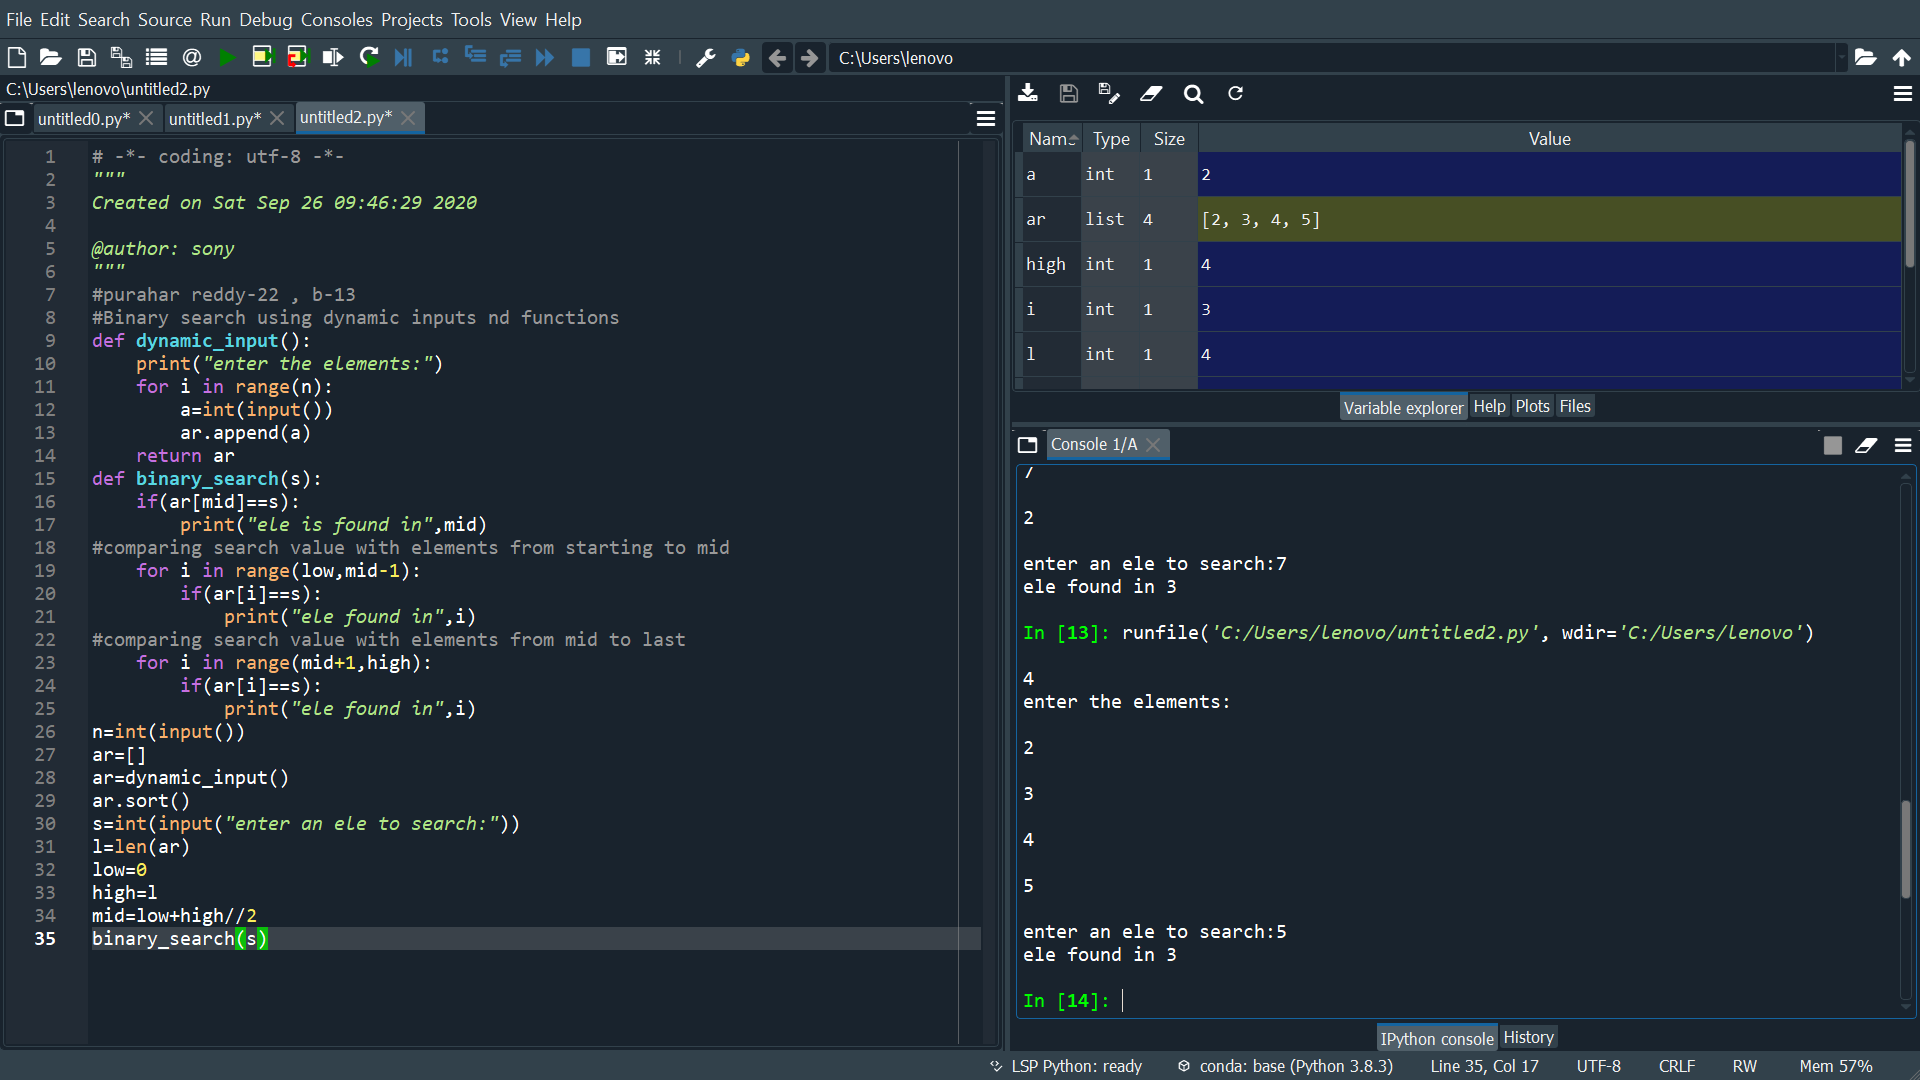 File Edit Search Source Run Debug Consoles Projects Tools View Help
C:\Users\lenovo
C:\Users\lenovo\untitled2.py
untitled0.py* untitled1.py* untitled2.py*
1 # -*- coding: utf-8 -*-
2 """
3 Created on Sat Sep 26 09:46:29 2020
4
5 @author: sony
6 """
7 #purahar reddy-22 , b-13
8 #Binary search using dynamic inputs nd functions
9 def dynamic_input():
10     print("enter the elements:")
11     for i in range(n):
12         a=int(input())
13         ar.append(a)
14     return ar
15 def binary_search(s):
16     if(ar[mid]==s):
17         print("ele is found in",mid)
18 #comparing search value with elements from starting to mid
19     for i in range(low,mid-1):
20         if(ar[i]==s):
21             print("ele found in",i)
22 #comparing search value with elements from mid to last
23     for i in range(mid+1,high):
24         if(ar[i]==s):
25             print("ele found in",i)
26 n=int(input())
27 ar=[]
28 ar=dynamic_input()
29 ar.sort()
30 s=int(input("enter an ele to search:"))
31 l=len(ar)
32 low=0
33 high=l
34 mid=low+high//2
35 binary_search(s)
Name Type Size Value
a int 1 2
ar list 4 [2, 3, 4, 5]
high int 1 4
i int 1 3
l int 1 4
Variable explorer Help Plots Files
Console 1/A
7
2
enter an ele to search:7
ele found in 3
In [13]: runfile('C:/Users/lenovo/untitled2.py', wdir='C:/Users/lenovo')
4
enter the elements:
2
3
4
5
enter an ele to search:5
ele found in 3
In [14]:
IPython console History
LSP Python: ready conda: base (Python 3.8.3) Line 35, Col 17 UTF-8 CRLF RW Mem 57%